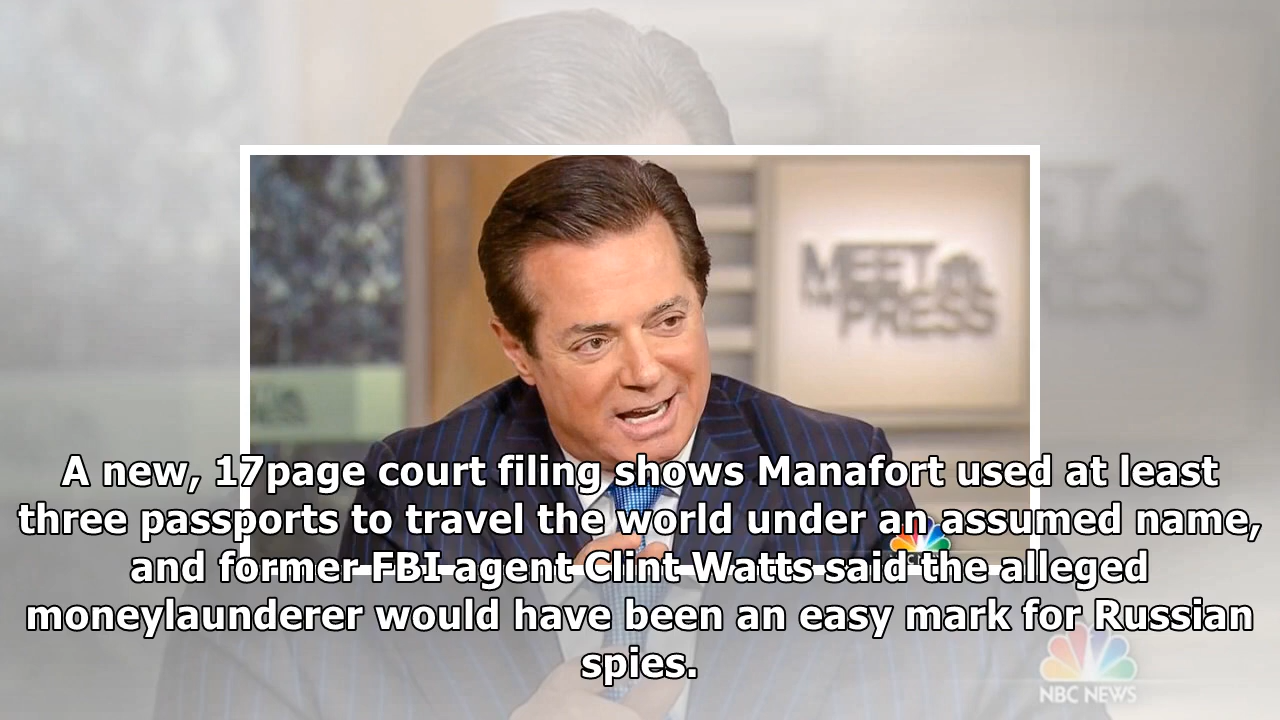 MEET
THE PRESS
A new, 17page court filing shows Manafort used at least
three passports to travel the world under an assumed name,
and former FBI agent Clint Watts said the alleged
moneylaunderer would have been an easy mark for Russian
spies.
NBC NEWS